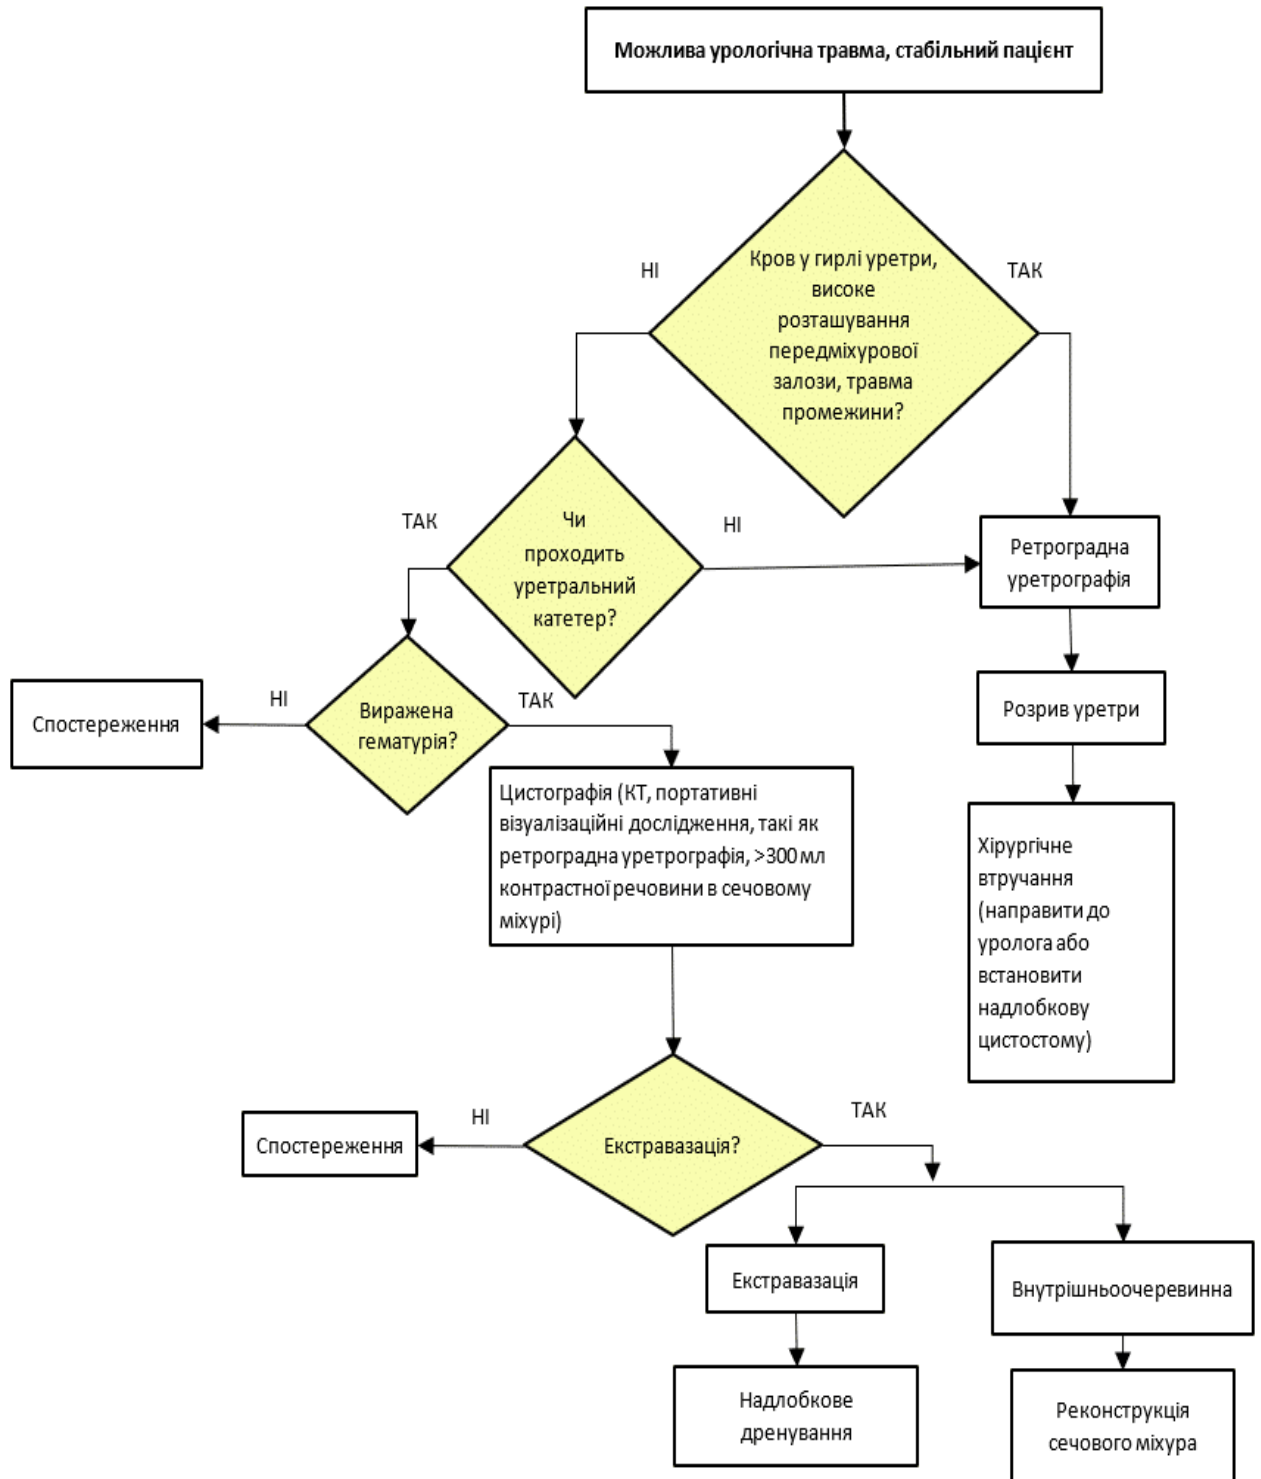 Можлива урологічна травма, стабільний пацієнт
Кров у гирлі уретри,
високе
розташування
передміхурової
залози, травма
промежини?
НІ
ТАК
Чи
проходить
уретральний
катетер?
ТАК
НІ
Ретроградна
уретрографія
Виражена
гематурія?
НІ
ТАК
Спостереження
Розрив уретри
Цистографія (КТ, портативні
візуалізаційні дослідження, такі як
ретроградна уретрографія, >300 мл
контрастної речовини в сечовому
міхурі)
Хірургічне
втручання
(направити до
уролога або
встановити
надлобкову
цистостому)
Екстравазація?
НІ
ТАК
Спостереження
Екстравазація
Внутрішньоочеревинна
Надлобкове
дренування
Реконструкція
сечового міхура